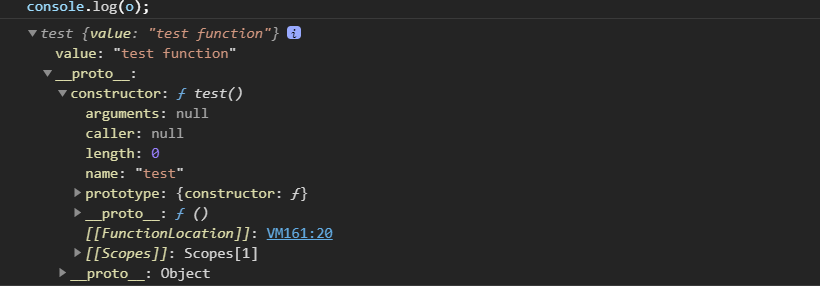 console.log(o);
▼test {value: "test function"} i
value: "test function"
▼__proto__:
▼constructor: ƒ test()
arguments: null
caller: null
length: 0
name: "test"
▶prototype: {constructor: ƒ}
▶__proto__: ƒ ()
[[FunctionLocation]]: VM161:20
▶[[Scopes]]: Scopes[1]
▶__proto__: Object